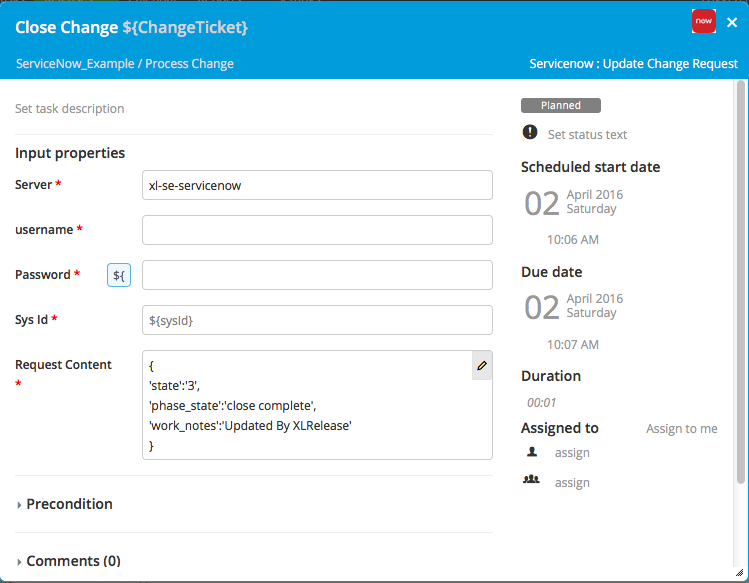 Close Change ${ChangeTicket}
now
ServiceNow_Example / Process Change
Servicenow : Update Change Request
Set task description
Input properties
Server *
xl-se-servicenow
username *
Password *
${
Sys Id *
${sysId}
Request Content
*
{
'state':'3',
'phase_state':'close complete',
'work_notes':'Updated By XLRelease'
}
Precondition
Comments (0)
Planned
Set status text
Scheduled start date
02
April 2016
Saturday
10:06 AM
Due date
02
April 2016
Saturday
10:07 AM
Duration
00:01
Assigned to
Assign to me
assign
assign